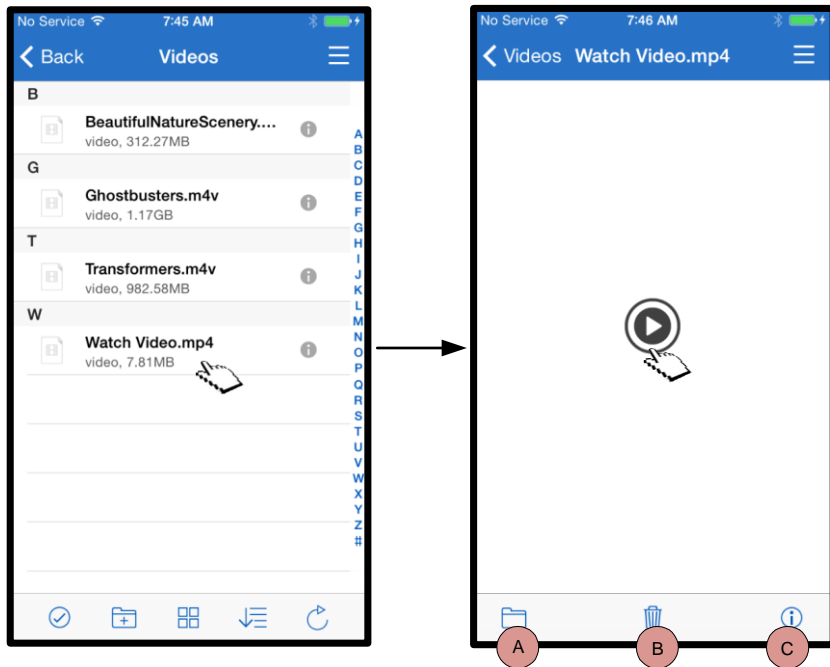 No Service 7:45 AM
Back Videos
B
BeautifulNatureScenery....
video, 312.27MB
G
Ghostbusters.m4v
video, 1.17GB
T
Transformers.m4v
video, 982.58MB
W
Watch Video.mp4
video, 7.81MB
A
B
C
D
E
F
G
H
I
J
K
L
M
N
O
P
Q
R
S
T
U
V
W
X
Y
Z
#
No Service 7:46 AM
Videos Watch Video.mp4
A B C